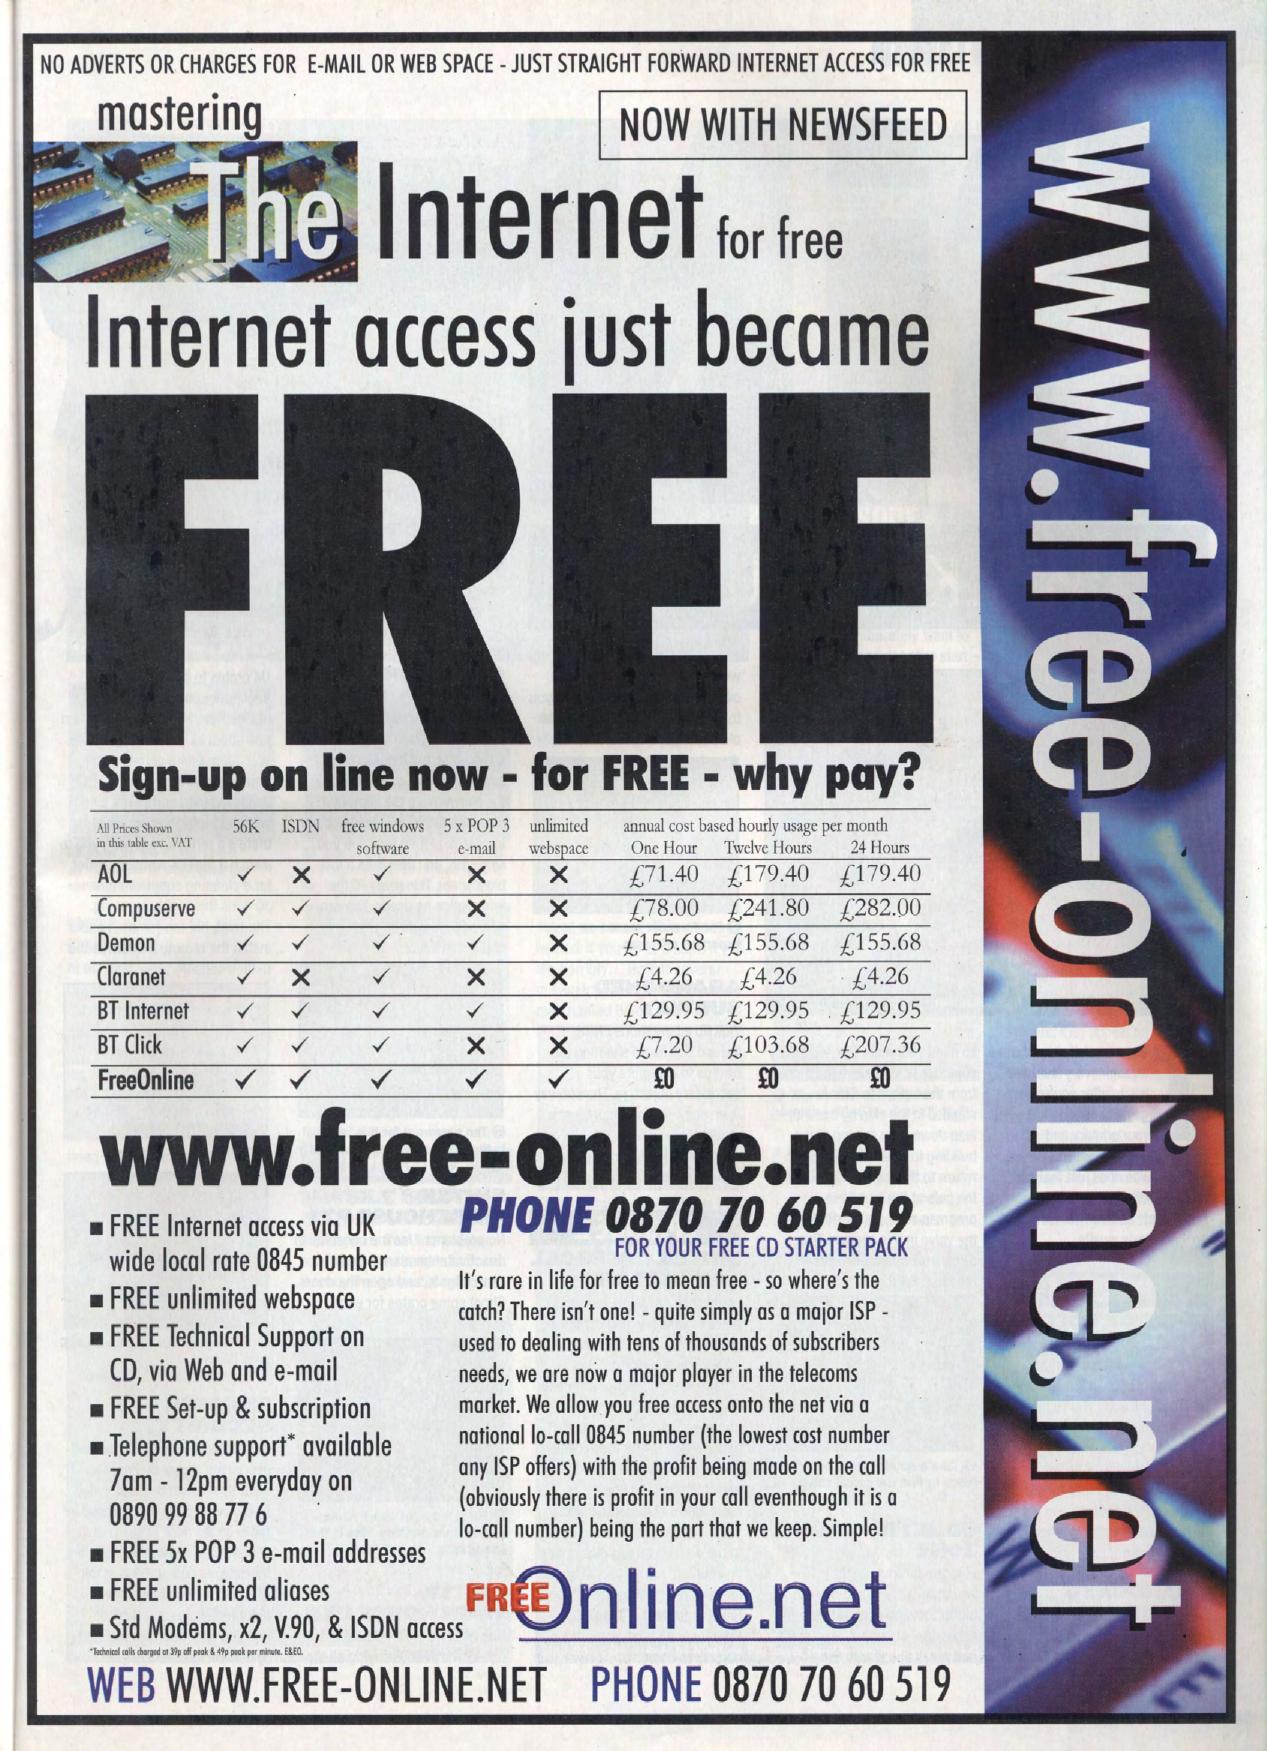 NO ADVERTS OR CHARGES FOR E-MAIL OR WEB SPACE - JUST STRAIGHT FORWARD INTERNET ACCESS FOR FREE
mastering
NOW WITH NEWSFEED
The Internet for free
Internet access just became
FREE
Sign-up on line now - for FREE - why pay?
All Prices Shown in this table exc. VAT 56K ISDN free windows software 5 x POP 3 e-mail unlimited webspace annual cost based hourly usage per month
One Hour Twelve Hours 24 Hours
AOL ✓ ✕ ✓ ✕ ✕ £71.40 £179.40 £179.40
Compuserve ✓ ✓ ✓ ✕ ✕ £78.00 £241.80 £282.00
Demon ✓ ✓ ✓ ✓ ✕ £155.68 £155.68 £155.68
Claranet ✓ ✕ ✓ ✕ ✕ £4.26 £4.26 £4.26
BT Internet ✓ ✓ ✓ ✓ ✕ £129.95 £129.95 £129.95
BT Click ✓ ✓ ✓ ✕ ✕ £7.20 £103.68 £207.36
FreeOnline ✓ ✓ ✓ ✓ ✓ £0 £0 £0
www.free-online.net
PHONE 0870 70 60 519
FOR YOUR FREE CD STARTER PACK
■ FREE Internet access via UK
wide local rate 0845 number
■ FREE unlimited webspace
■ FREE Technical Support on
CD, via Web and e-mail
■ FREE Set-up & subscription
■ Telephone support* available
7am - 12pm everyday on
0890 99 88 77 6
■ FREE 5x POP 3 e-mail addresses
■ FREE unlimited aliases
■ Std Modems, x2, V.90, & ISDN access
*Technical calls charged at 39p off peak & 49p peak per minute. E&EO.
It's rare in life for free to mean free - so where's the
catch? There isn't one! - quite simply as a major ISP -
used to dealing with tens of thousands of subscribers
needs, we are now a major player in the telecoms
market. We allow you free access onto the net via a
national lo-call 0845 number (the lowest cost number
any ISP offers) with the profit being made on the call
(obviously there is profit in your call eventhough it is a
lo-call number) being the part that we keep. Simple!
FREE Online.net
WEB WWW.FREE-ONLINE.NET PHONE 0870 70 60 519
www.free-online.net